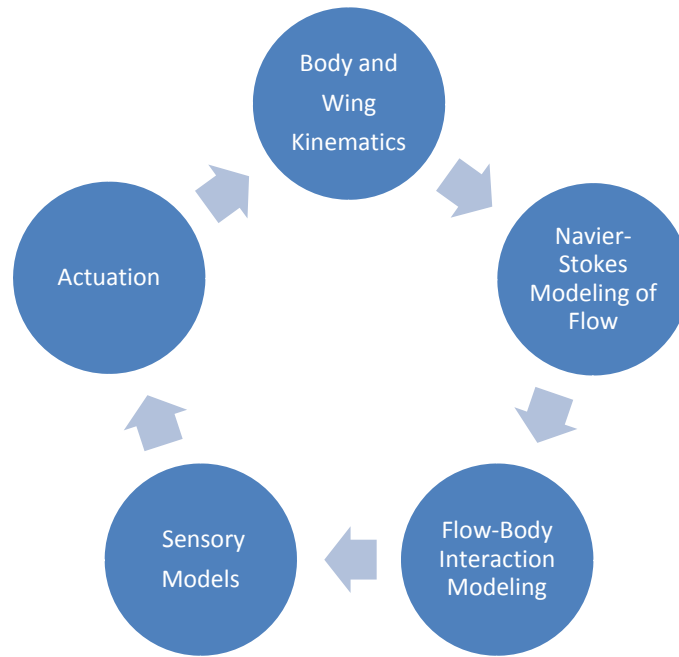 Body and
Wing
Kinematics
Navier-
Stokes
Modeling of
Flow
Flow-Body
Interaction
Modeling
Sensory
Models
Actuation